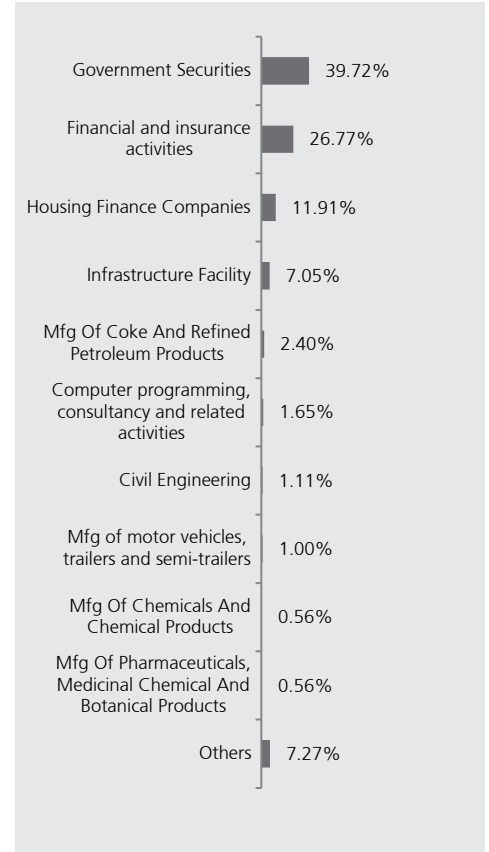 Government Securities 39.72%
Financial and insurance
activities 26.77%
Housing Finance Companies 11.91%
Infrastructure Facility 7.05%
Mfg Of Coke And Refined
Petroleum Products 2.40%
Computer programming,
consultancy and related
activities 1.65%
Civil Engineering 1.11%
Mfg of motor vehicles,
trailers and semi-trailers 1.00%
Mfg Of Chemicals And
Chemical Products 0.56%
Mfg Of Pharmaceuticals,
Medicinal Chemical And
Botanical Products 0.56%
Others 7.27%